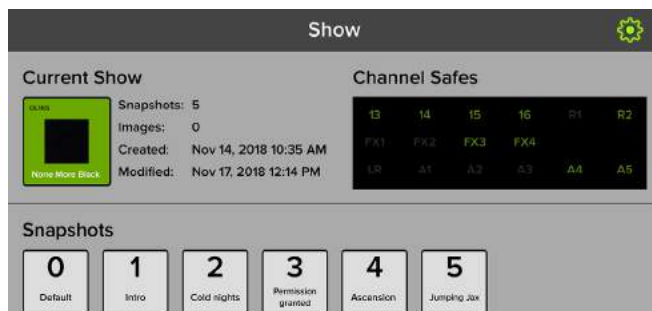 Show
Current Show
DL16S
None More Black
Snapshots: 5
Images: 0
Created: Nov 14, 2018 10:35 AM
Modified: Nov 17, 2018 12:14 PM
Channel Safes
13 14 15 16 R1 R2
FX1 FX2 FX3 FX4
LR A1 A2 A3 A4 A5
Snapshots
0
Default
1
Intro
2
Cold nights
3
Permission
granted
4
Ascension
5
Jumping Jax